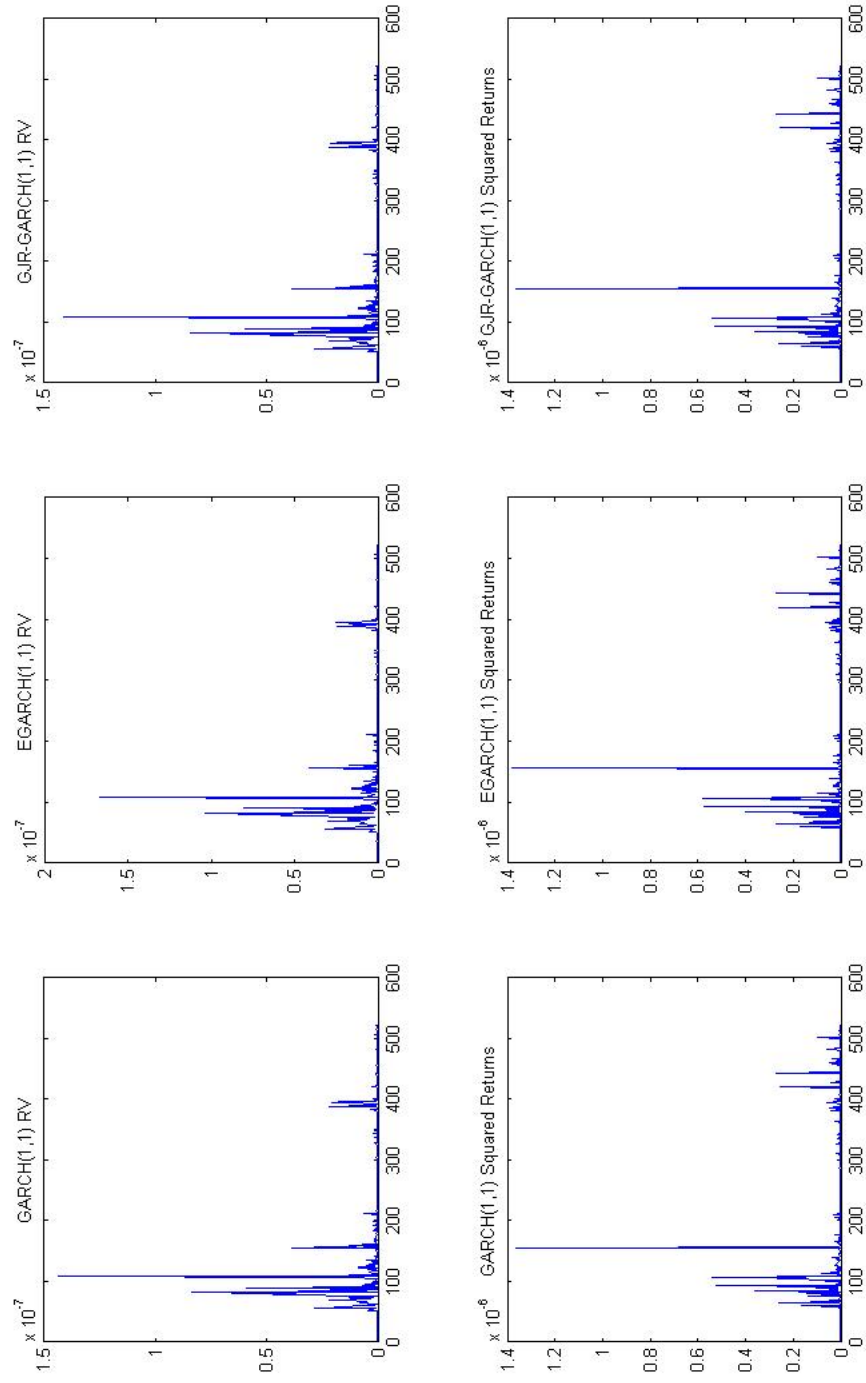 x 10⁻⁷
GARCH(1,1) RV
1.5
1
0.5
0
0 100 200 300 400 500 600
x 10⁻⁷
EGARCH(1,1) RV
2
1.5
1
0.5
0
0 100 200 300 400 500 600
x 10⁻⁷
GJR-GARCH(1,1) RV
1.5
1
0.5
0
0 100 200 300 400 500 600
x 10⁻⁶
GARCH(1,1) Squared Returns
1.4
1.2
1
0.8
0.6
0.4
0.2
0
0 100 200 300 400 500 600
x 10⁻⁶
EGARCH(1,1) Squared Returns
1.4
1.2
1
0.8
0.6
0.4
0.2
0
0 100 200 300 400 500 600
x 10⁻⁶ GJR-GARCH(1,1) Squared Returns
1.4
1.2
1
0.8
0.6
0.4
0.2
0
0 100 200 300 400 500 600